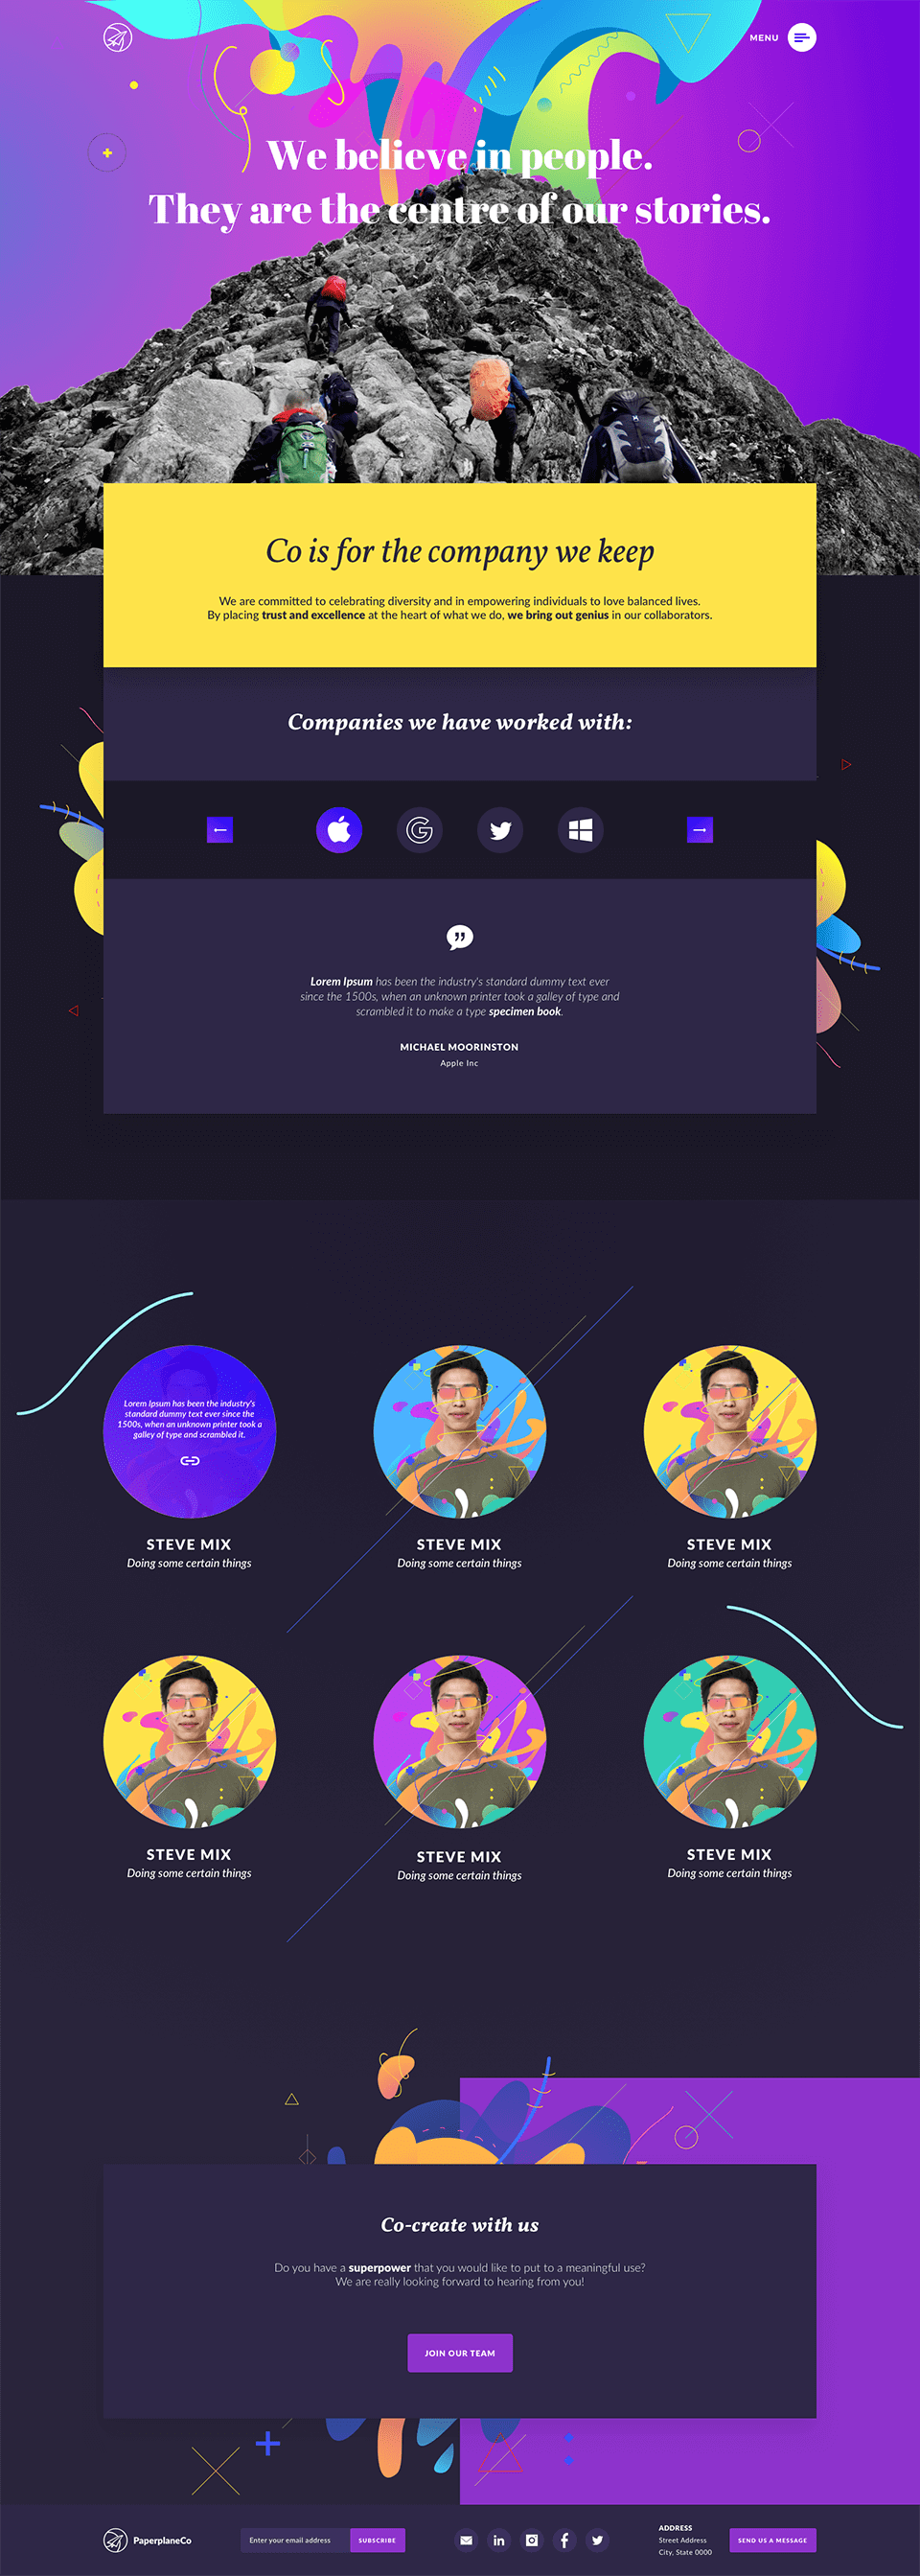 MENU
We believe in people.
They are the centre of our stories.
Co is for the company we keep
We are committed to celebrating diversity and in empowering individuals to love balanced lives.
By placing trust and excellence at the heart of what we do, we bring out genius in our collaborators.
Companies we have worked with:
Lorem Ipsum has been the industry's standard dummy text ever
since the 1500s, when an unknown printer took a galley of type and
scrambled it to make a type specimen book.
MICHAEL MOORINSTON
Apple Inc
Lorem Ipsum has been the industry's
standard dummy text ever since the
1500s, when an unknown printer took a
galley of type and scrambled it.
STEVE MIX
Doing some certain things
STEVE MIX
Doing some certain things
STEVE MIX
Doing some certain things
STEVE MIX
Doing some certain things
STEVE MIX
Doing some certain things
STEVE MIX
Doing some certain things
Co-create with us
Do you have a superpower that you would like to put to a meaningful use?
We are really looking forward to hearing from you!
JOIN OUR TEAM
PaperplaneCo
Enter your email address
SUBSCRIBE
ADDRESS
Street Address
City, State 0000
SEND US A MESSAGE